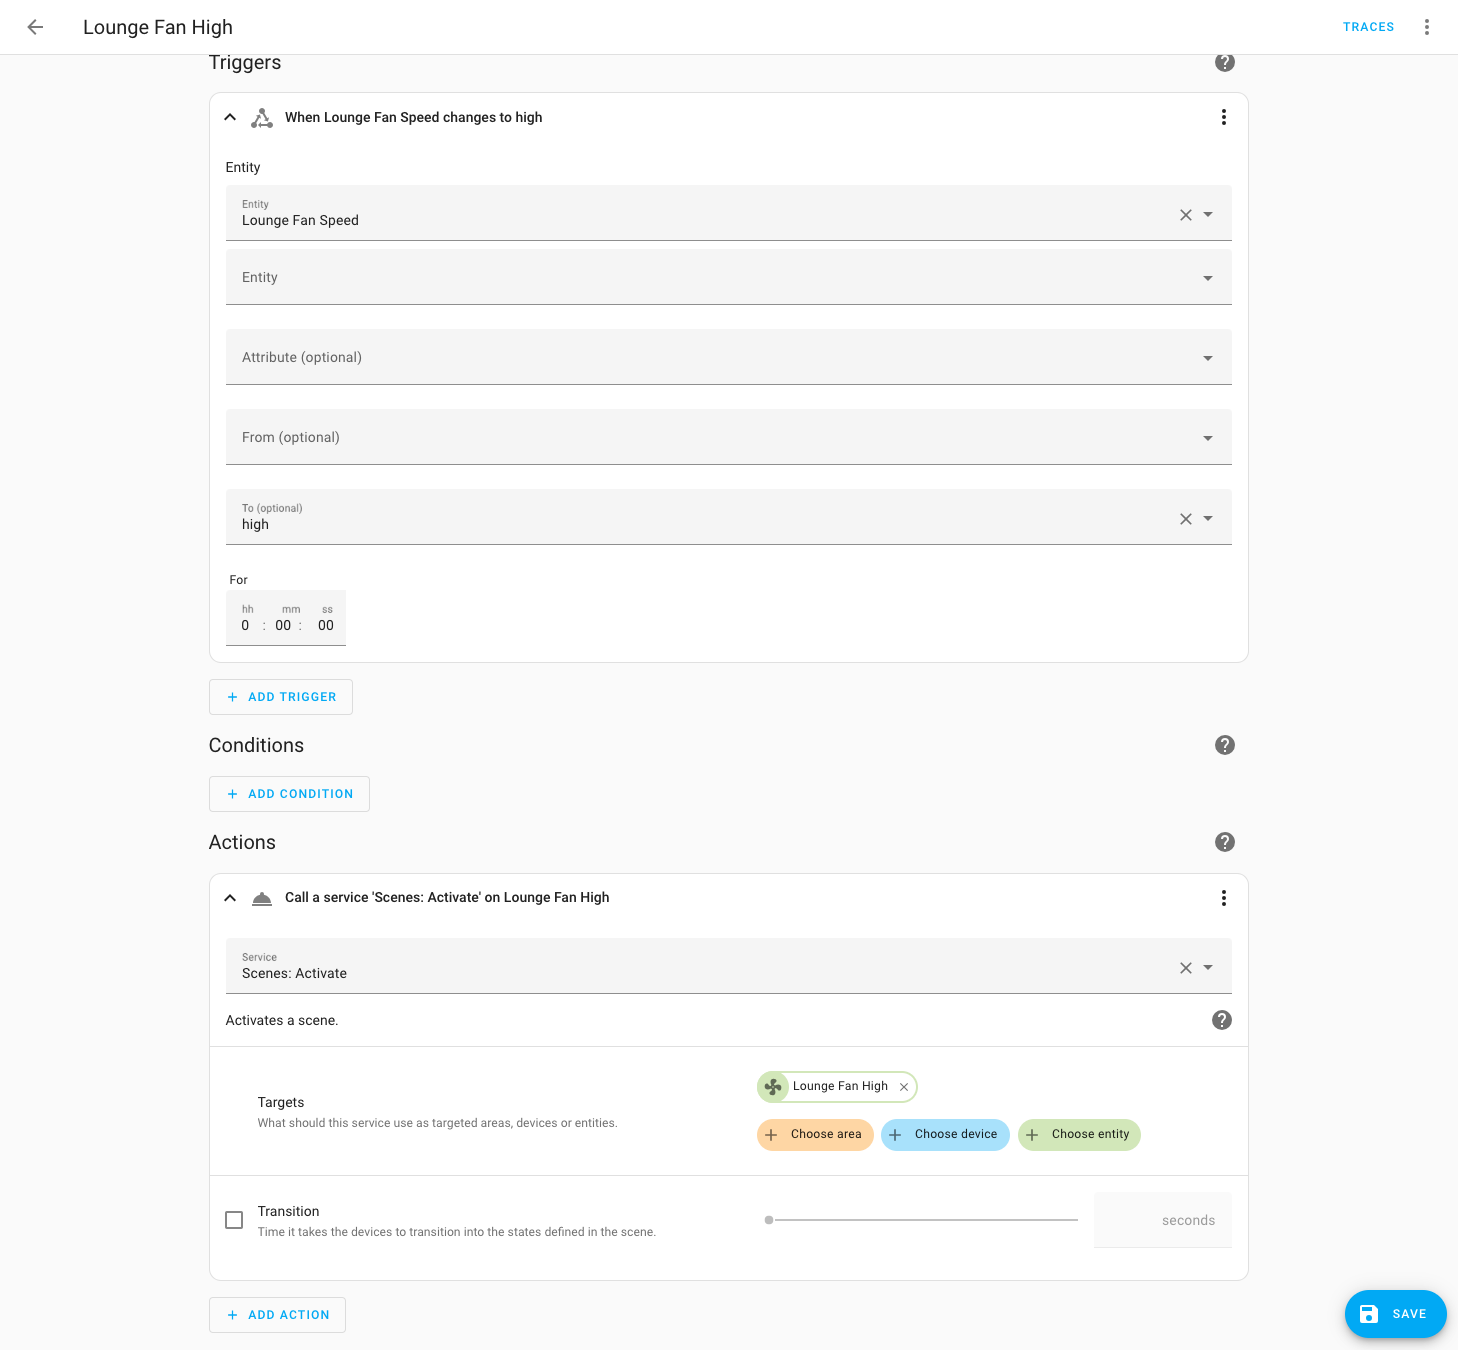 Lounge Fan High
TRACES
Triggers
When Lounge Fan Speed changes to high
Entity
Entity
Lounge Fan Speed
Entity
Attribute (optional)
From (optional)
To (optional)
high
For
hh mm ss
0 : 00 : 00
+ ADD TRIGGER
Conditions
+ ADD CONDITION
Actions
Call a service 'Scenes: Activate' on Lounge Fan High
Service
Scenes: Activate
Activates a scene.
Lounge Fan High
Targets
What should this service use as targeted areas, devices or entities.
+ Choose area + Choose device + Choose entity
Transition
Time it takes the devices to transition into the states defined in the scene.
seconds
+ ADD ACTION
SAVE